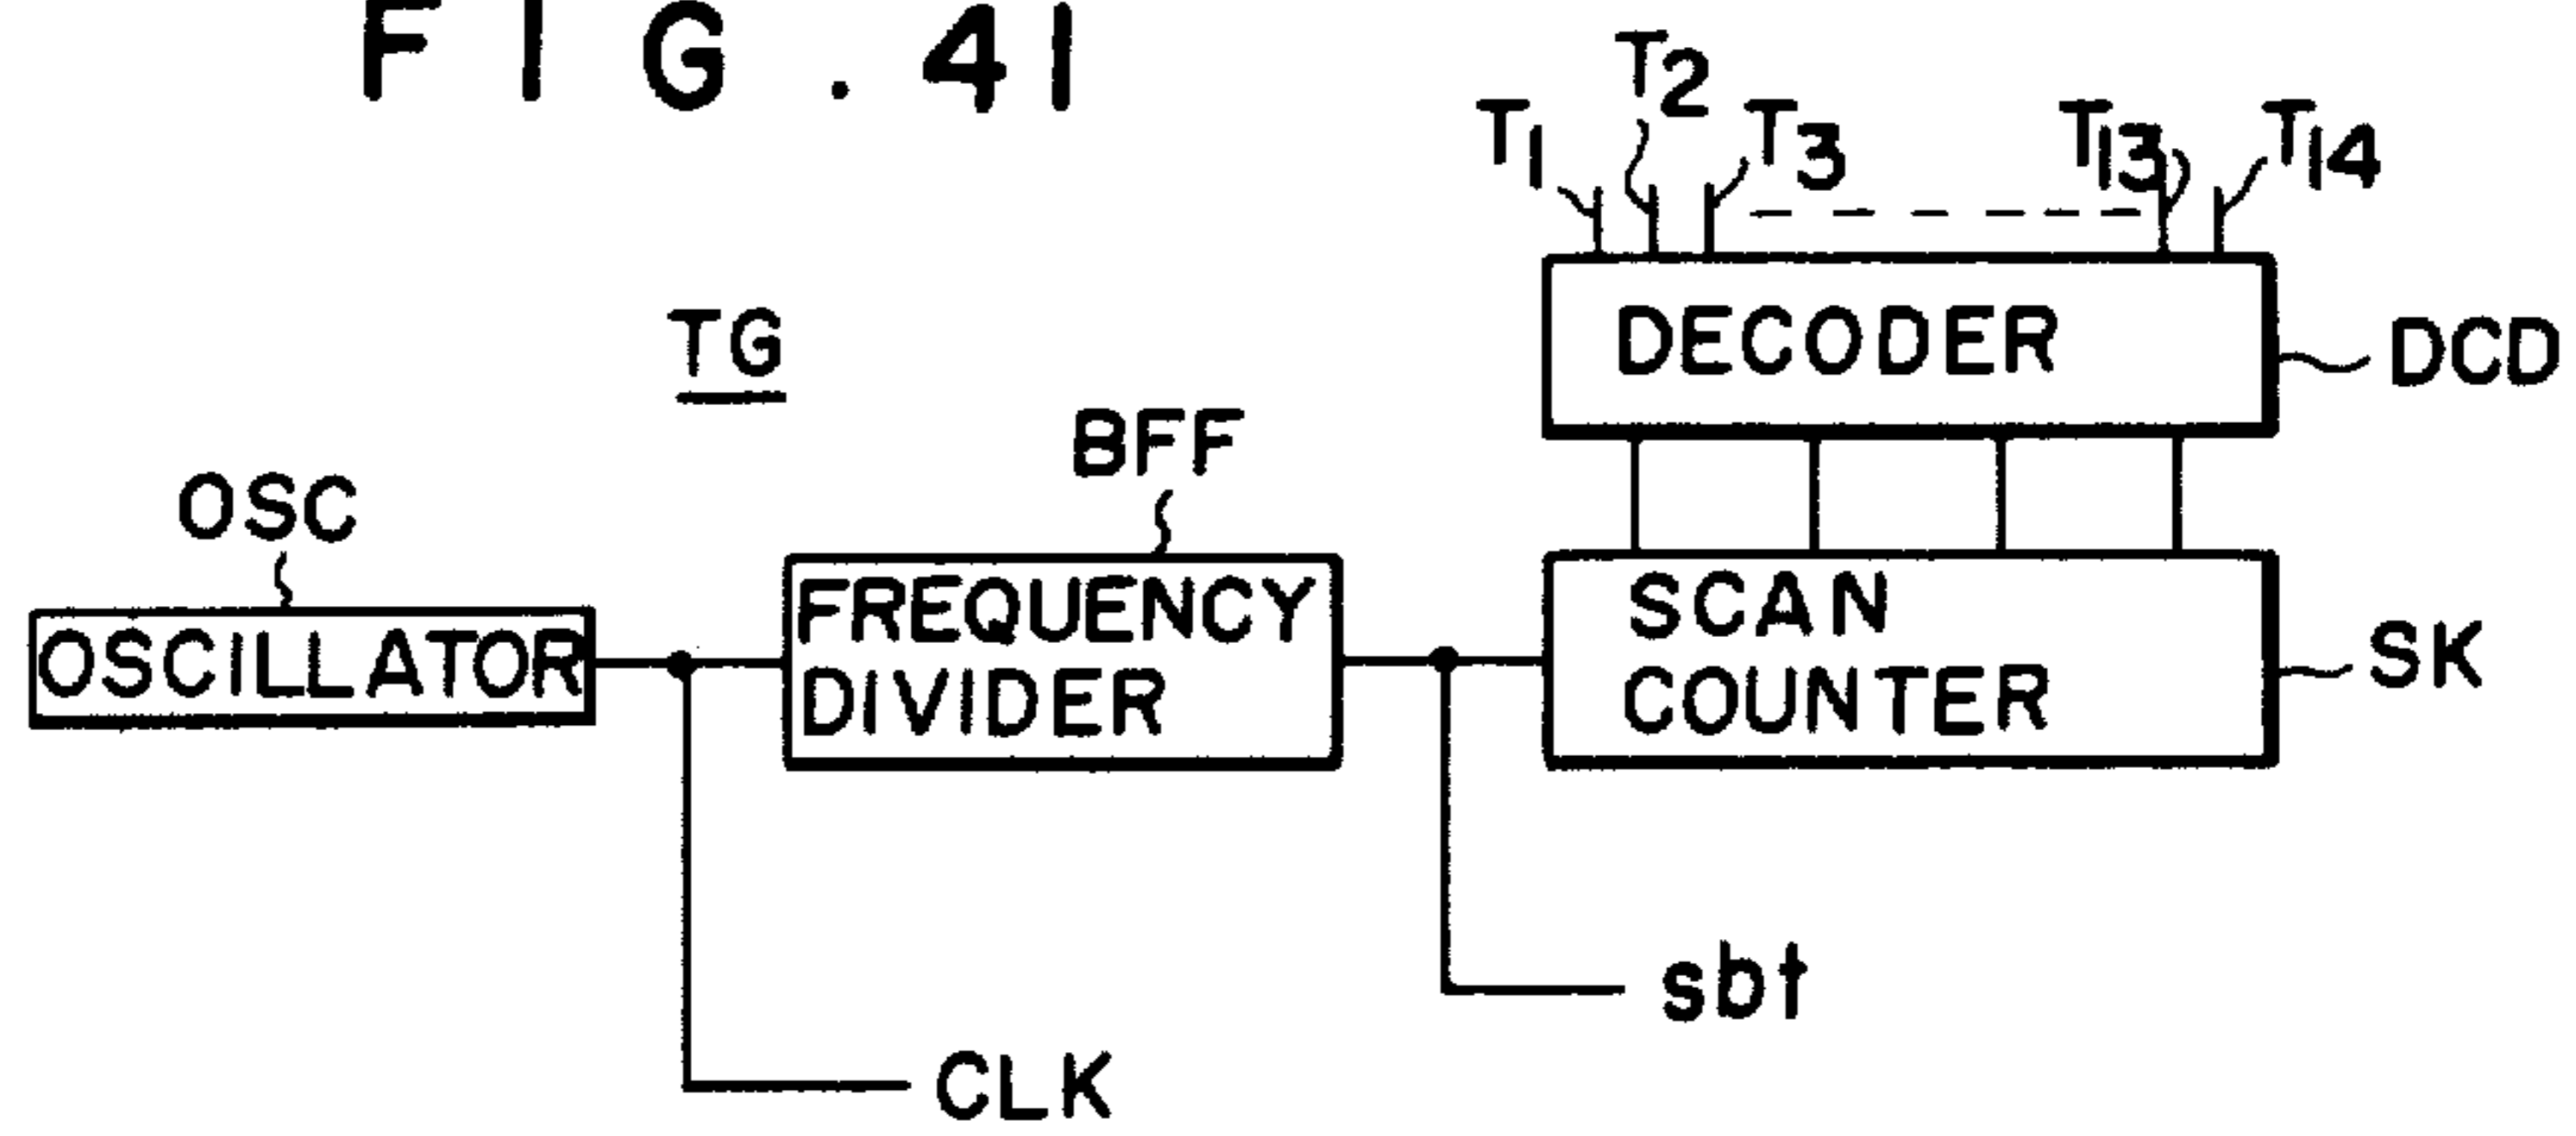 FIG. 41
T1
T2
T3
T13
T14
DECODER
DCD
TG
BFF
OSC
OSCILLATOR
FREQUENCY
DIVIDER
SCAN
COUNTER
SK
sbt
CLK